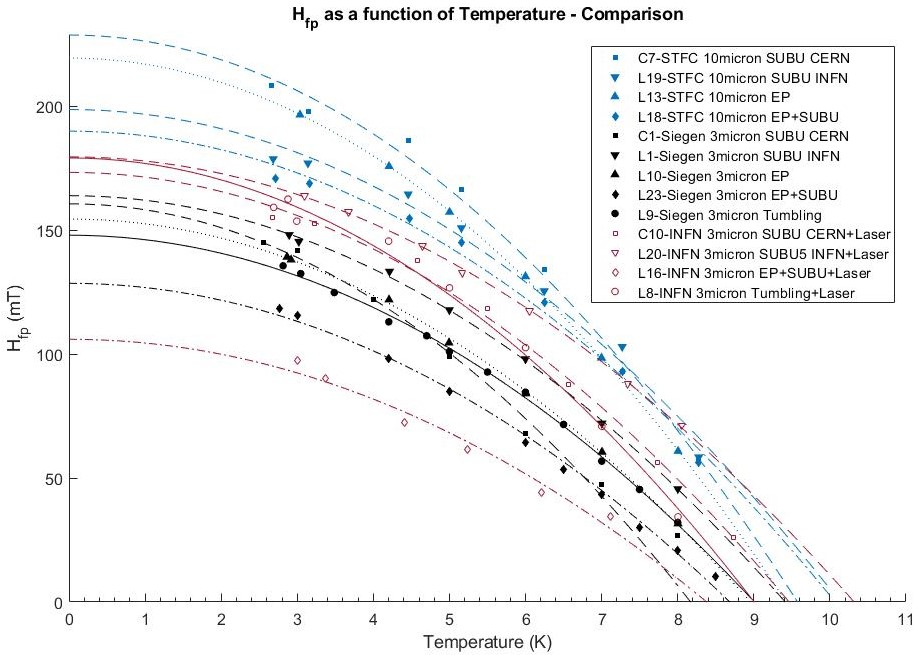 H_fp as a function of Temperature - Comparison
C7-STFC 10micron SUBU CERN
L19-STFC 10micron SUBU INFN
L13-STFC 10micron EP
L18-STFC 10micron EP+SUBU
C1-Siegen 3micron SUBU CERN
L1-Siegen 3micron SUBU INFN
L10-Siegen 3micron EP
L23-Siegen 3micron EP+SUBU
L9-Siegen 3micron Tumbling
C10-INFN 3micron SUBU CERN+Laser
L20-INFN 3micron SUBU5 INFN+Laser
L16-INFN 3micron EP+SUBU+Laser
L8-INFN 3micron Tumbling+Laser
H_fp (mT)
200
150
100
50
0
0 1 2 3 4 5 6 7 8 9 10 11
Temperature (K)